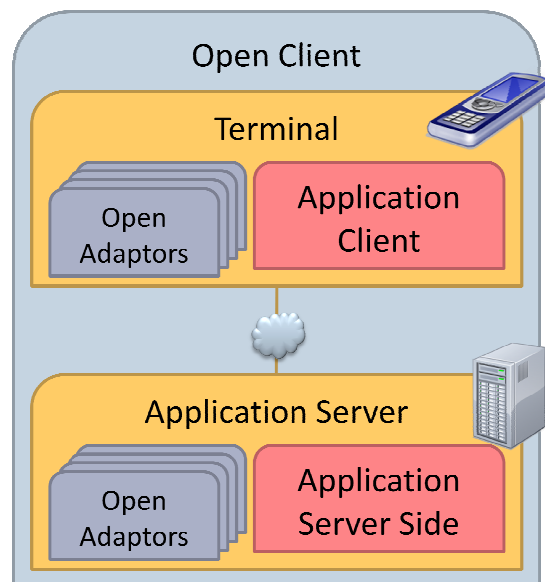 Open Client
Terminal
Open
Adaptors
Application
Client
Application Server
Open
Adaptors
Application
Server Side